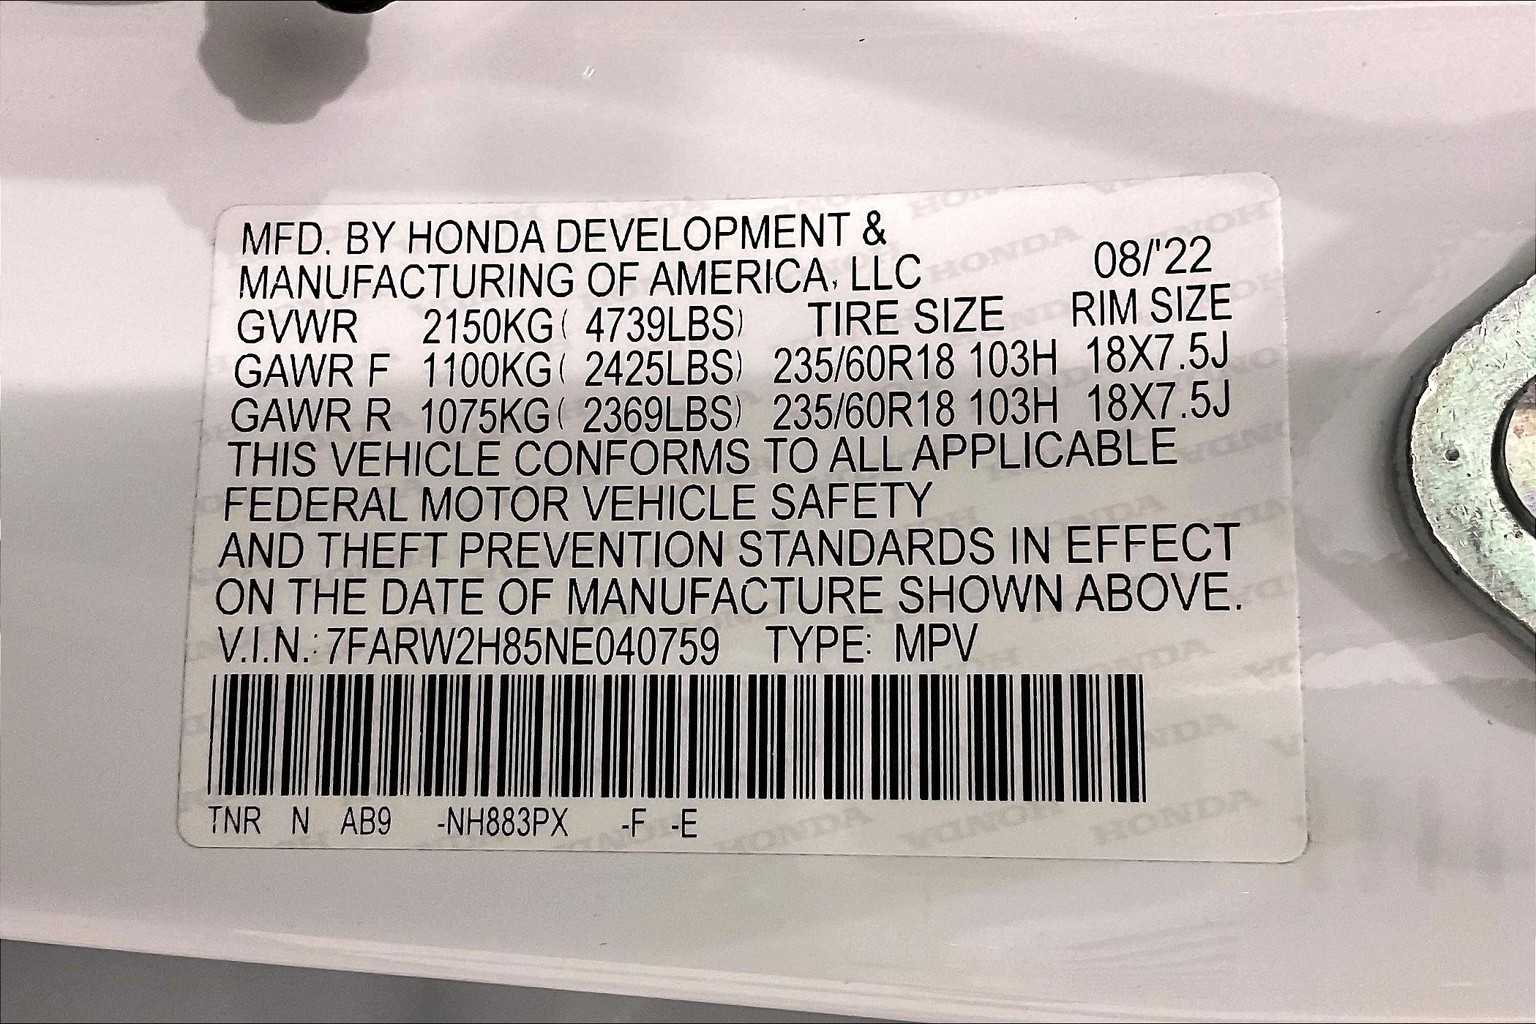 MFD. BY HONDA DEVELOPMENT &
MANUFACTURING OF AMERICA, LLC 08/'22
GVWR 2150KG( 4739LBS) TIRE SIZE RIM SIZE
GAWR F 1100KG( 2425LBS) 235/60R18 103H 18X7.5J
GAWR R 1075KG( 2369LBS) 235/60R18 103H 18X7.5J
THIS VEHICLE CONFORMS TO ALL APPLICABLE
FEDERAL MOTOR VEHICLE SAFETY
AND THEFT PREVENTION STANDARDS IN EFFECT
ON THE DATE OF MANUFACTURE SHOWN ABOVE.
V.I.N.: 7FARW2H85NE040759 TYPE: MPV
TNR N AB9 -NH883PX -F -E